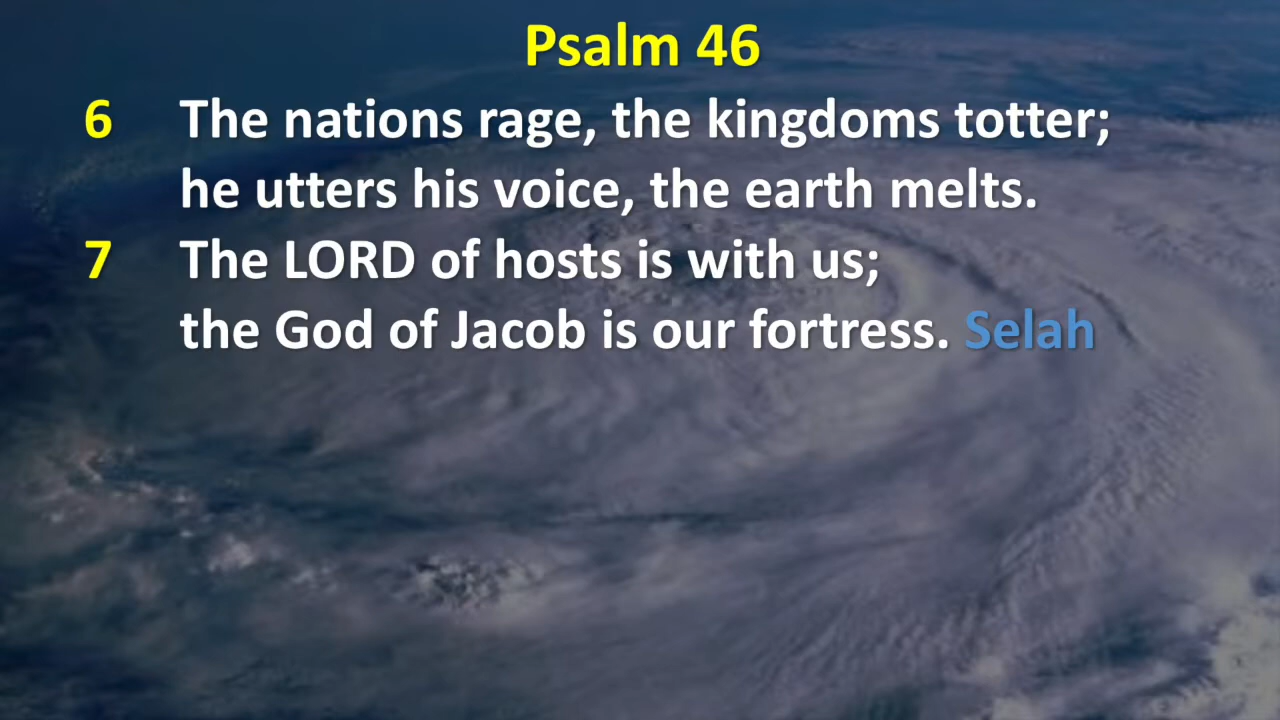 Psalm 46
6 The nations rage, the kingdoms totter;
he utters his voice, the earth melts.
7 The LORD of hosts is with us;
the God of Jacob is our fortress. Selah